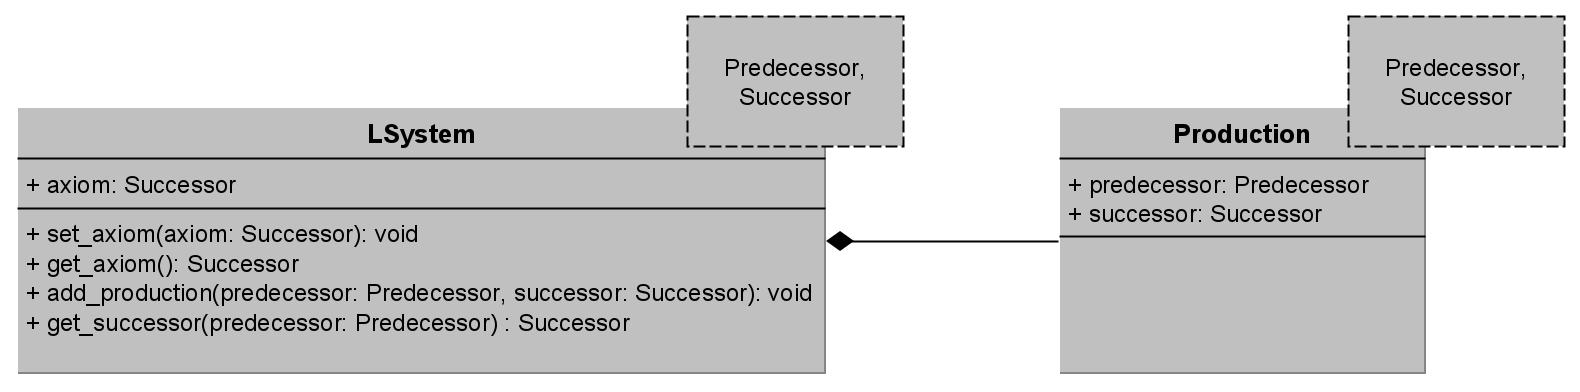 Predecessor,
Successor
LSystem
+ axiom: Successor
+ set_axiom(axiom: Successor): void
+ get_axiom(): Successor
+ add_production(predecessor: Predecessor, successor: Successor): void
+ get_successor(predecessor: Predecessor) : Successor
Predecessor,
Successor
Production
+ predecessor: Predecessor
+ successor: Successor